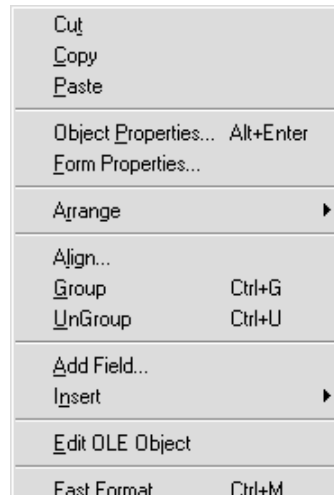 Cut
Copy
Paste
Object Properties... Alt+Enter
Form Properties...
Arrange
Align...
Group Ctrl+G
UnGroup Ctrl+U
Add Field...
Insert
Edit OLE Object
Fast Format Ctrl+M